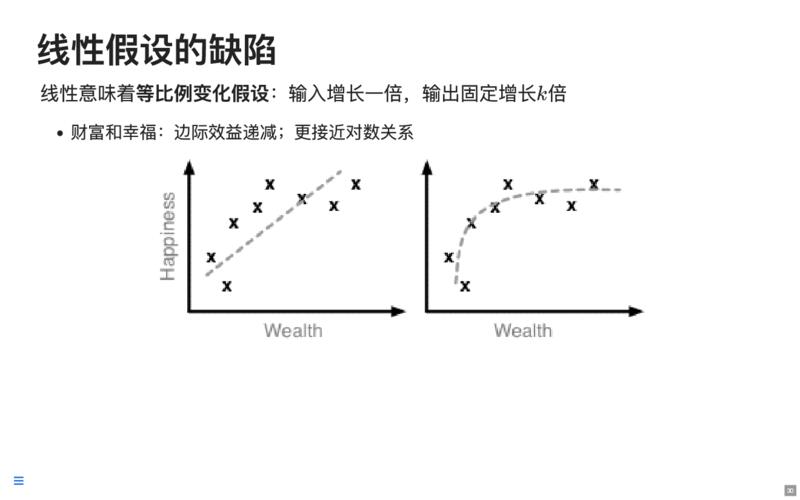 线性假设的缺陷
线性意味着等比例变化假设：输入增长一倍，输出固定增长k倍
• 财富和幸福：边际效益递减；更接近对数关系
Happiness
Wealth
Wealth
30